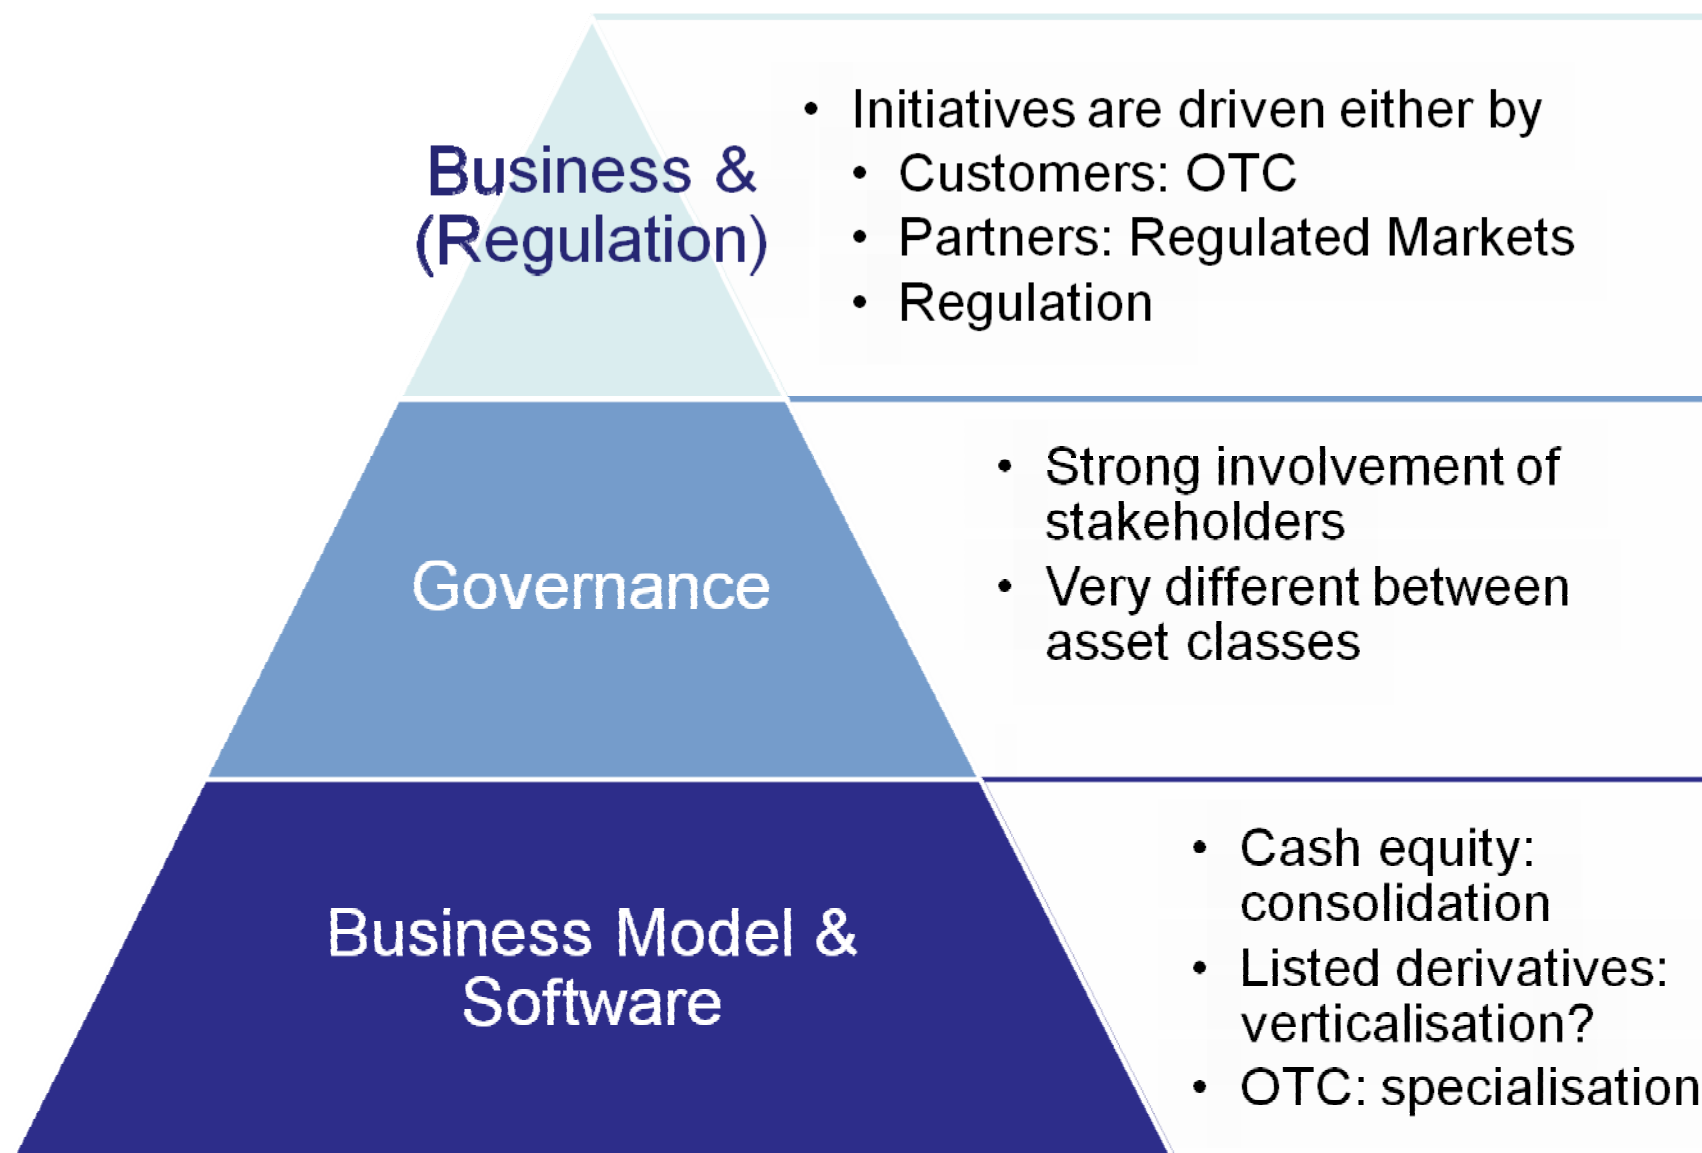 Business &
(Regulation)
• Initiatives are driven either by
• Customers: OTC
• Partners: Regulated Markets
• Regulation
Governance
• Strong involvement of
stakeholders
• Very different between
asset classes
Business Model &
Software
• Cash equity:
consolidation
• Listed derivatives:
verticalisation?
• OTC: specialisation